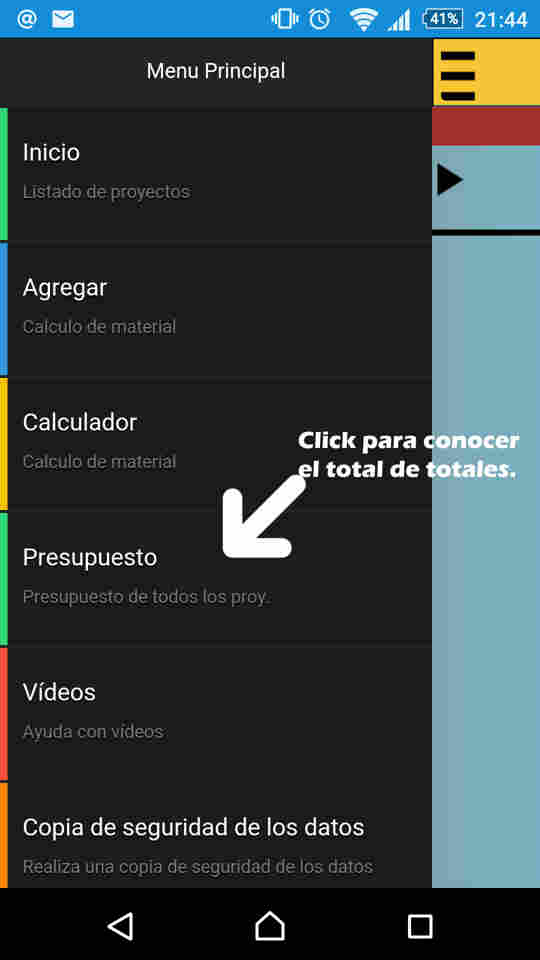 41% 21:44
Menu Principal
Inicio
Listado de proyectos
Agregar
Calculo de material
Calculador
Calculo de material
Click para conocer
el total de totales.
Presupuesto
Presupuesto de todos los proy.
Vídeos
Ayuda con vídeos
Copia de seguridad de los datos
Realiza una copia de seguridad de los datos